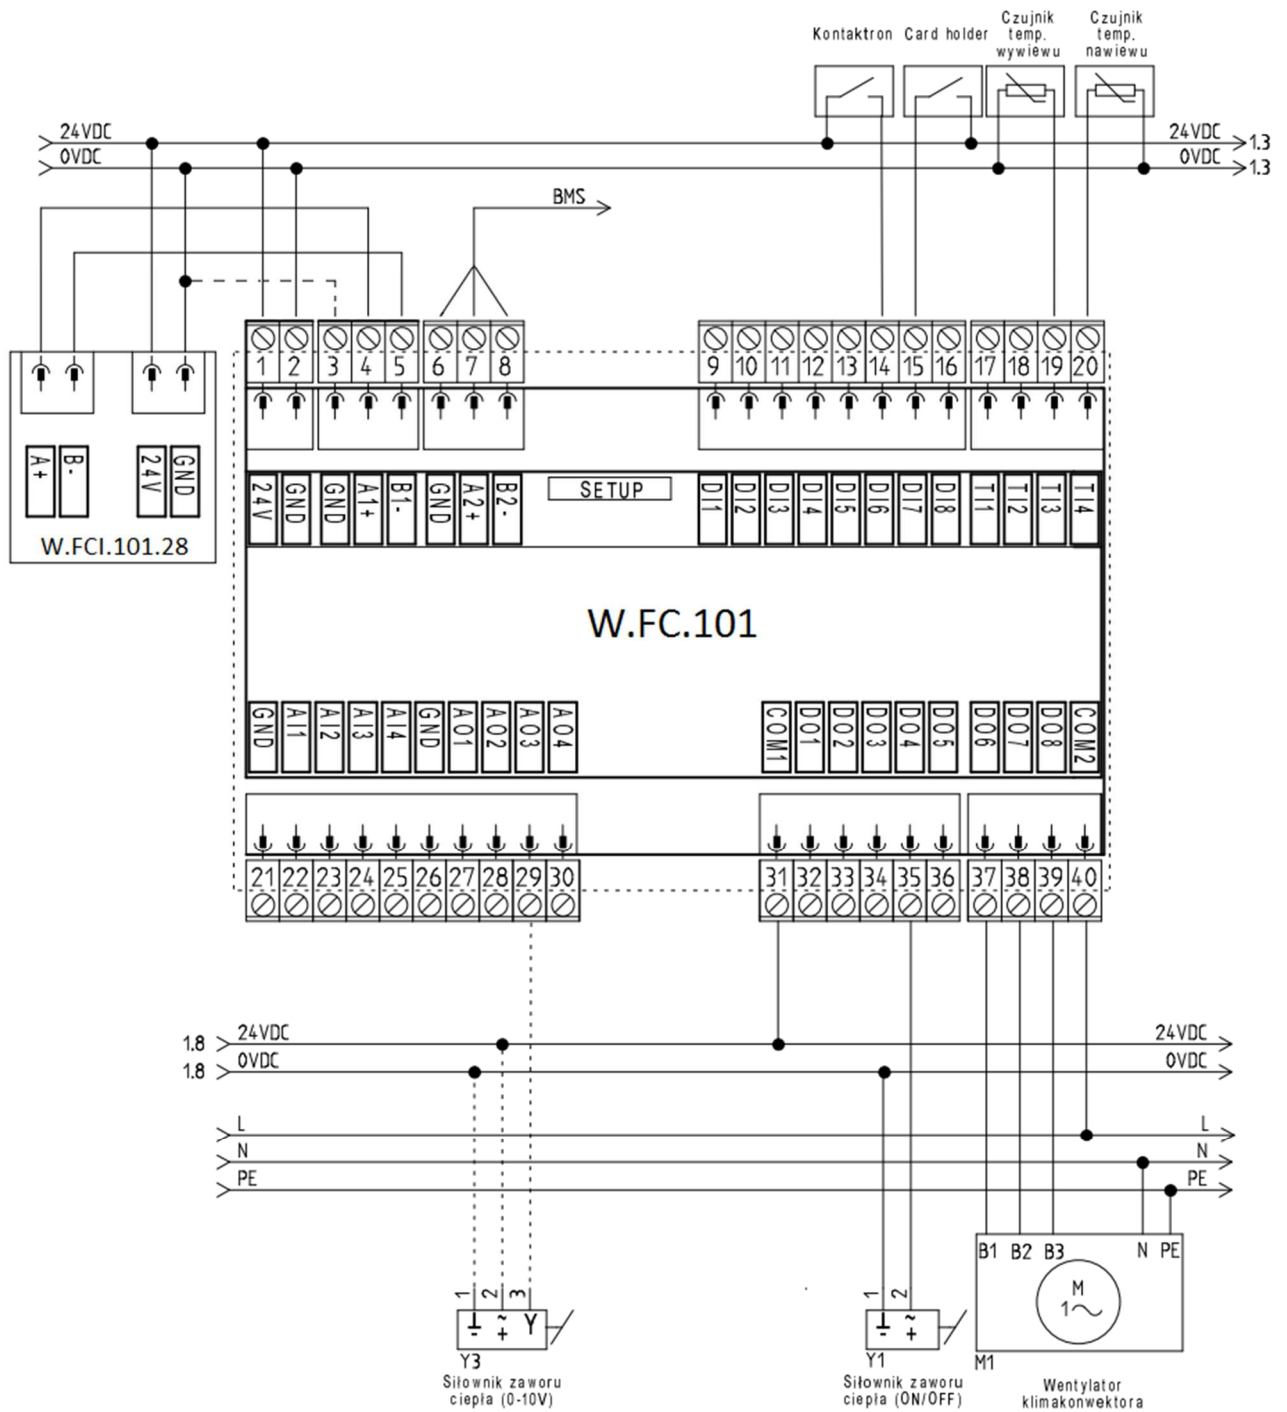 Kontaktron
Card holder
Czujnik
temp.
wywiewu
Czujnik
temp.
nawiewu
24VDC
24VDC
1.3
0VDC
0VDC
1.3
BMS
1 2 3 4 5 6 7 8
9 10 11 12 13 14 15 16 17 18 19 20
A+ B- 24V GND
W.FCI.101.28
24V GND GND A1+ B1- GND A2+ B2-
SETUP
DI1 DI2 DI3 DI4 DI5 DI6 DI7 DI8 TI1 TI2 TI3 TI4
W.FC.101
GND AI1 AI2 AI3 AI4 GND AO1 AO2 AO3 AO4
COM1 DO1 DO2 DO3 DO4 DO5 DO6 DO7 DO8 COM2
21 22 23 24 25 26 27 28 29 30
31 32 33 34 35 36 37 38 39 40
1.8
24VDC
24VDC
1.8
0VDC
0VDC
L
L
N
N
PE
PE
1 2 3
~
+
Y
Y3
Siłownik zaworu
ciepła (0-10V)
1 2
~
+
Y1
Siłownik zaworu
ciepła (ON/OFF)
B1 B2 B3 N PE
M
1~
M1
Wentylator
klimakonwektora